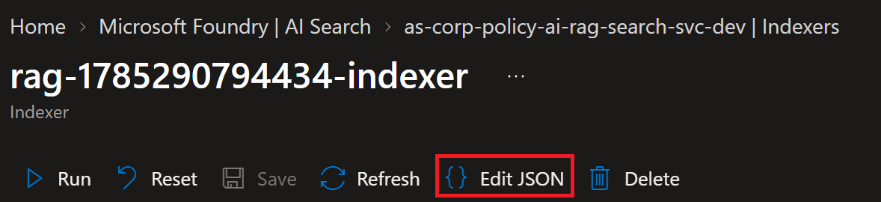 Home > Microsoft Foundry | AI Search > as-corp-policy-ai-rag-search-svc-dev | Indexers
rag-1785290794434-indexer ...
Indexer
Run Reset Save Refresh {} Edit JSON Delete